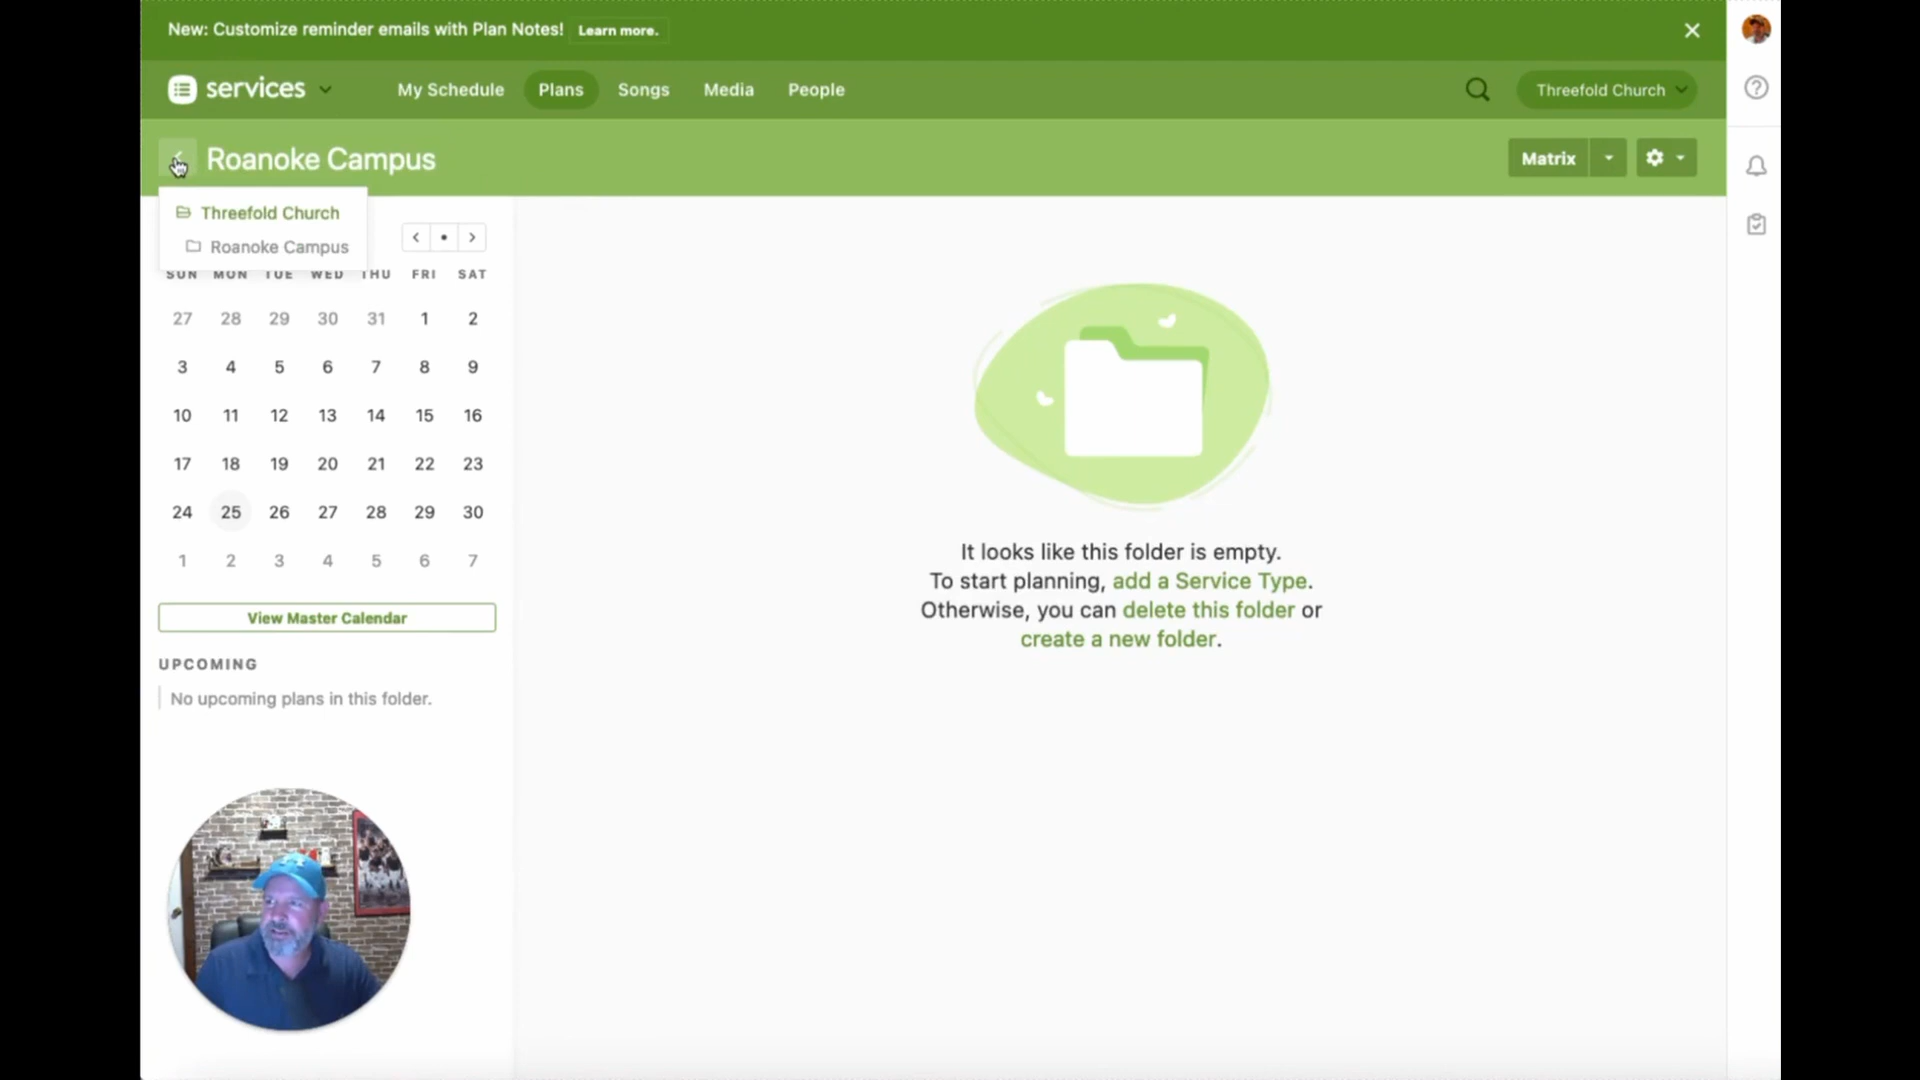 New: Customize reminder emails with Plan Notes! Learn more.
services My Schedule Plans Songs Media People Threefold Church
Roanoke Campus Matrix
Threefold Church
Roanoke Campus
SUN MON TUE WED THU FRI SAT
27 28 29 30 31 1 2
3 4 5 6 7 8 9
10 11 12 13 14 15 16
17 18 19 20 21 22 23
24 25 26 27 28 29 30
1 2 3 4 5 6 7
View Master Calendar
UPCOMING
No upcoming plans in this folder.
It looks like this folder is empty.
To start planning, add a Service Type.
Otherwise, you can delete this folder or
create a new folder.